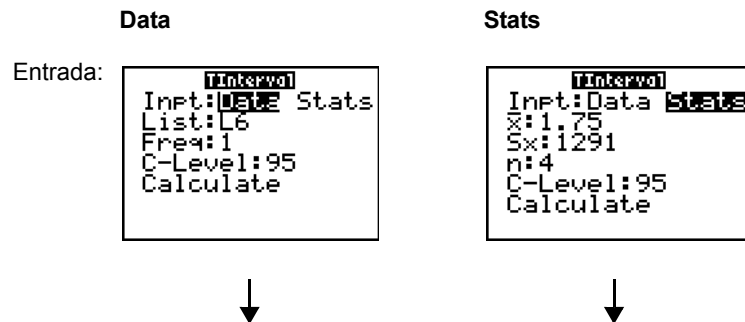 Data Stats
Entrada:
TInterval
Inpt:Data Stats
List:L6
Freq:1
C-Level:95
Calculate
TInterval
Inpt:Data Stats
x̄:1.75
Sx:1291
n:4
C-Level:95
Calculate